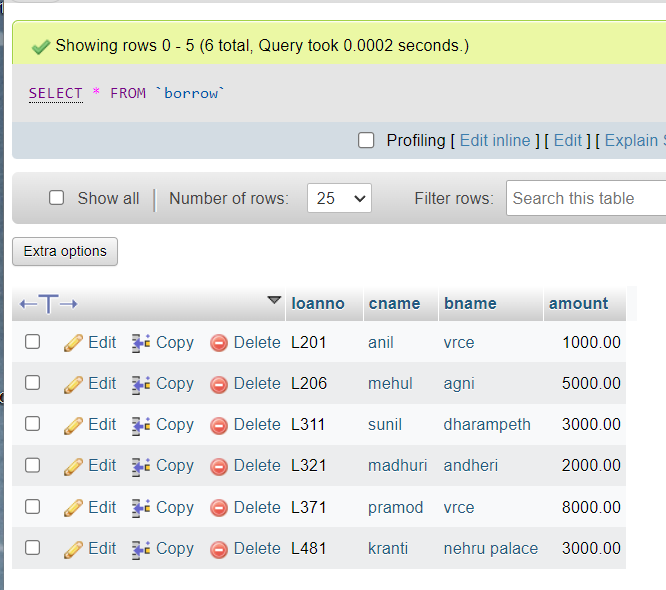 Showing rows 0 - 5 (6 total, Query took 0.0002 seconds.)
SELECT * FROM `borrow`
Profiling [ Edit inline ] [ Edit ] [ Explain
Show all Number of rows: 25 Filter rows: Search this table
Extra options
loanno cname bname amount
Edit Copy Delete L201 anil vrce 1000.00
Edit Copy Delete L206 mehul agni 5000.00
Edit Copy Delete L311 sunil dharampeth 3000.00
Edit Copy Delete L321 madhuri andheri 2000.00
Edit Copy Delete L371 pramod vrce 8000.00
Edit Copy Delete L481 kranti nehru palace 3000.00